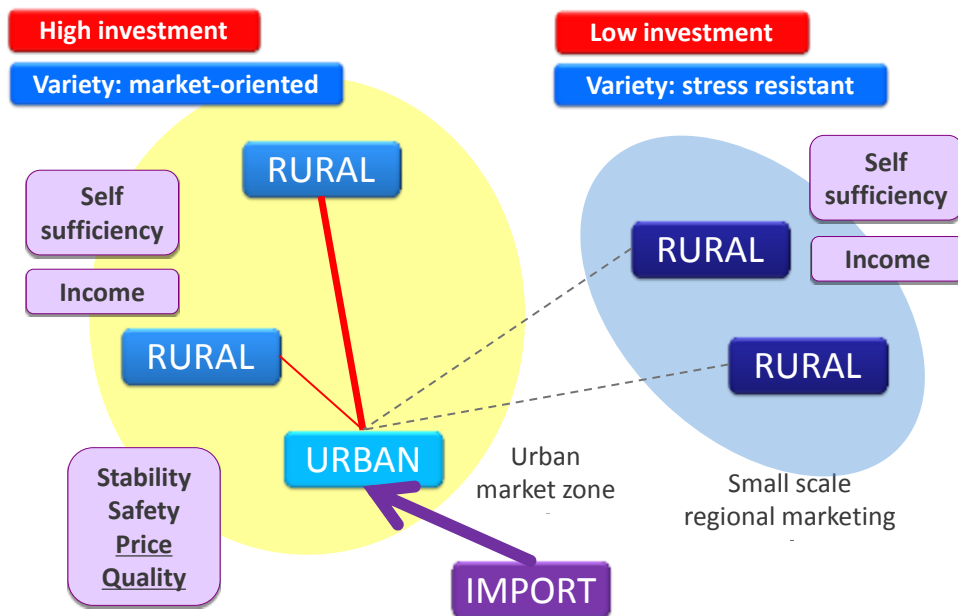 High investment
Variety: market-oriented
Low investment
Variety: stress resistant
RURAL
Self
sufficiency
Income
RURAL
URBAN
Stability
Safety
Price
Quality
Urban
market zone
IMPORT
Self
sufficiency
Income
RURAL
RURAL
Small scale
regional marketing